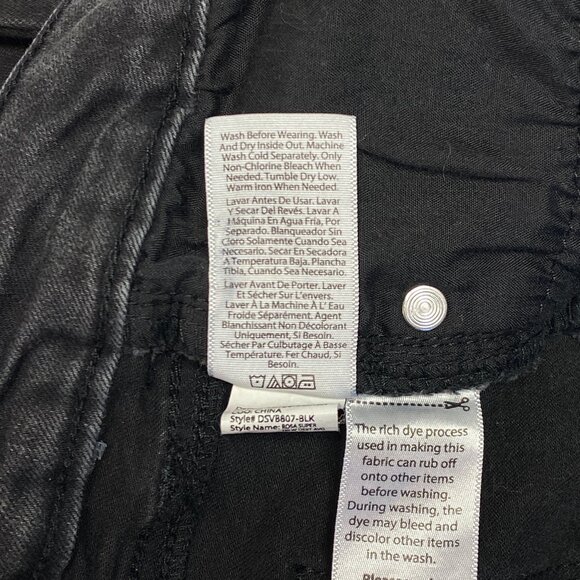 Wash Before Wearing. Wash
And Dry Inside Out. Machine
Wash Cold Separately. Only
Non-Chlorine Bleach When
Needed. Tumble Dry Low.
Warm Iron When Needed.
Lavar Antes De Usar. Lavar
Y Secar Del Revés. Lavar A
Máquina En Agua Fría, Por
Separado. Blanqueador Sin
Cloro Solamente Cuando Sea
Necesario. Secar En Secadora
A Temperatura Baja. Plancha
Tibia, Cuando Sea Necesario.
Laver Avant De Porter. Laver
Et Sécher Sur L'envers.
Laver À La Machine À L' Eau
Froide Séparément. Agent
Blanchissant Non Décolorant
Uniquement, Si Besoin.
Sécher Par Culbutage À Basse
Température. Fer Chaud, Si
Besoin.
CHINA
Style# DSVB807-BLK
Style Name: ROSA SUPER
The rich dye process
used in making this
fabric can rub off
onto other items
before washing.
During washing, the
dye may bleed and
discolor other items
in the wash.
Please